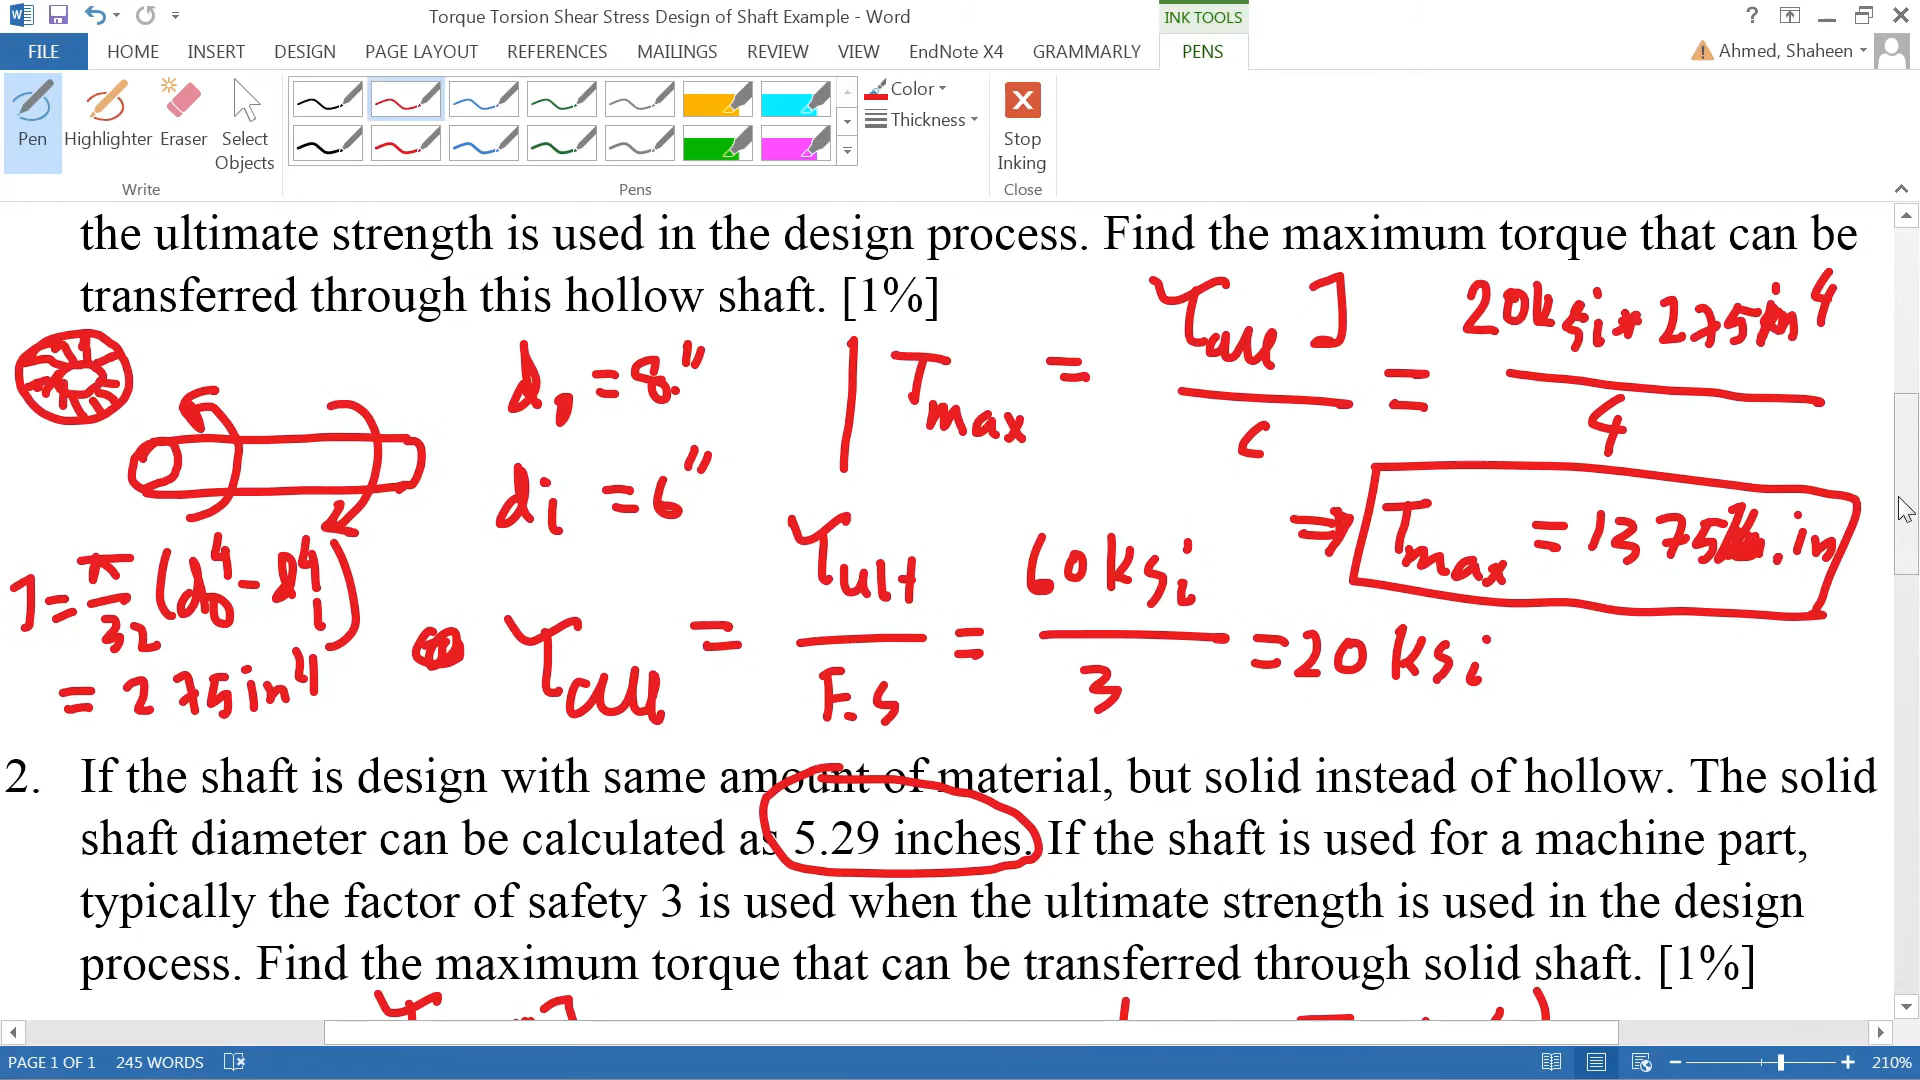 Torque Torsion Shear Stress Design of Shaft Example - Word
INK TOOLS
FILE HOME INSERT DESIGN PAGE LAYOUT REFERENCES MAILINGS REVIEW VIEW EndNote X4 GRAMMARLY PENS
Ahmed, Shaheen
Pen Highlighter Eraser Select Objects
Color
Thickness
Stop Inking
Write Pens Close
the ultimate strength is used in the design process. Find the maximum torque that can be
transferred through this hollow shaft. [1%]
d₀ = 8."
di = 6"
Tmax = τall J / c = 20ksi * 275in⁴ / 4
⇒ Tmax = 1375 k.in
J = π/32 (d₀⁴ - di⁴)
= 275in⁴
τall = τult / F.S = 60ksi / 3 = 20 ksi
2. If the shaft is design with same amount of material, but solid instead of hollow. The solid
shaft diameter can be calculated as 5.29 inches. If the shaft is used for a machine part,
typically the factor of safety 3 is used when the ultimate strength is used in the design
process. Find the maximum torque that can be transferred through solid shaft. [1%]
PAGE 1 OF 1 245 WORDS 210%